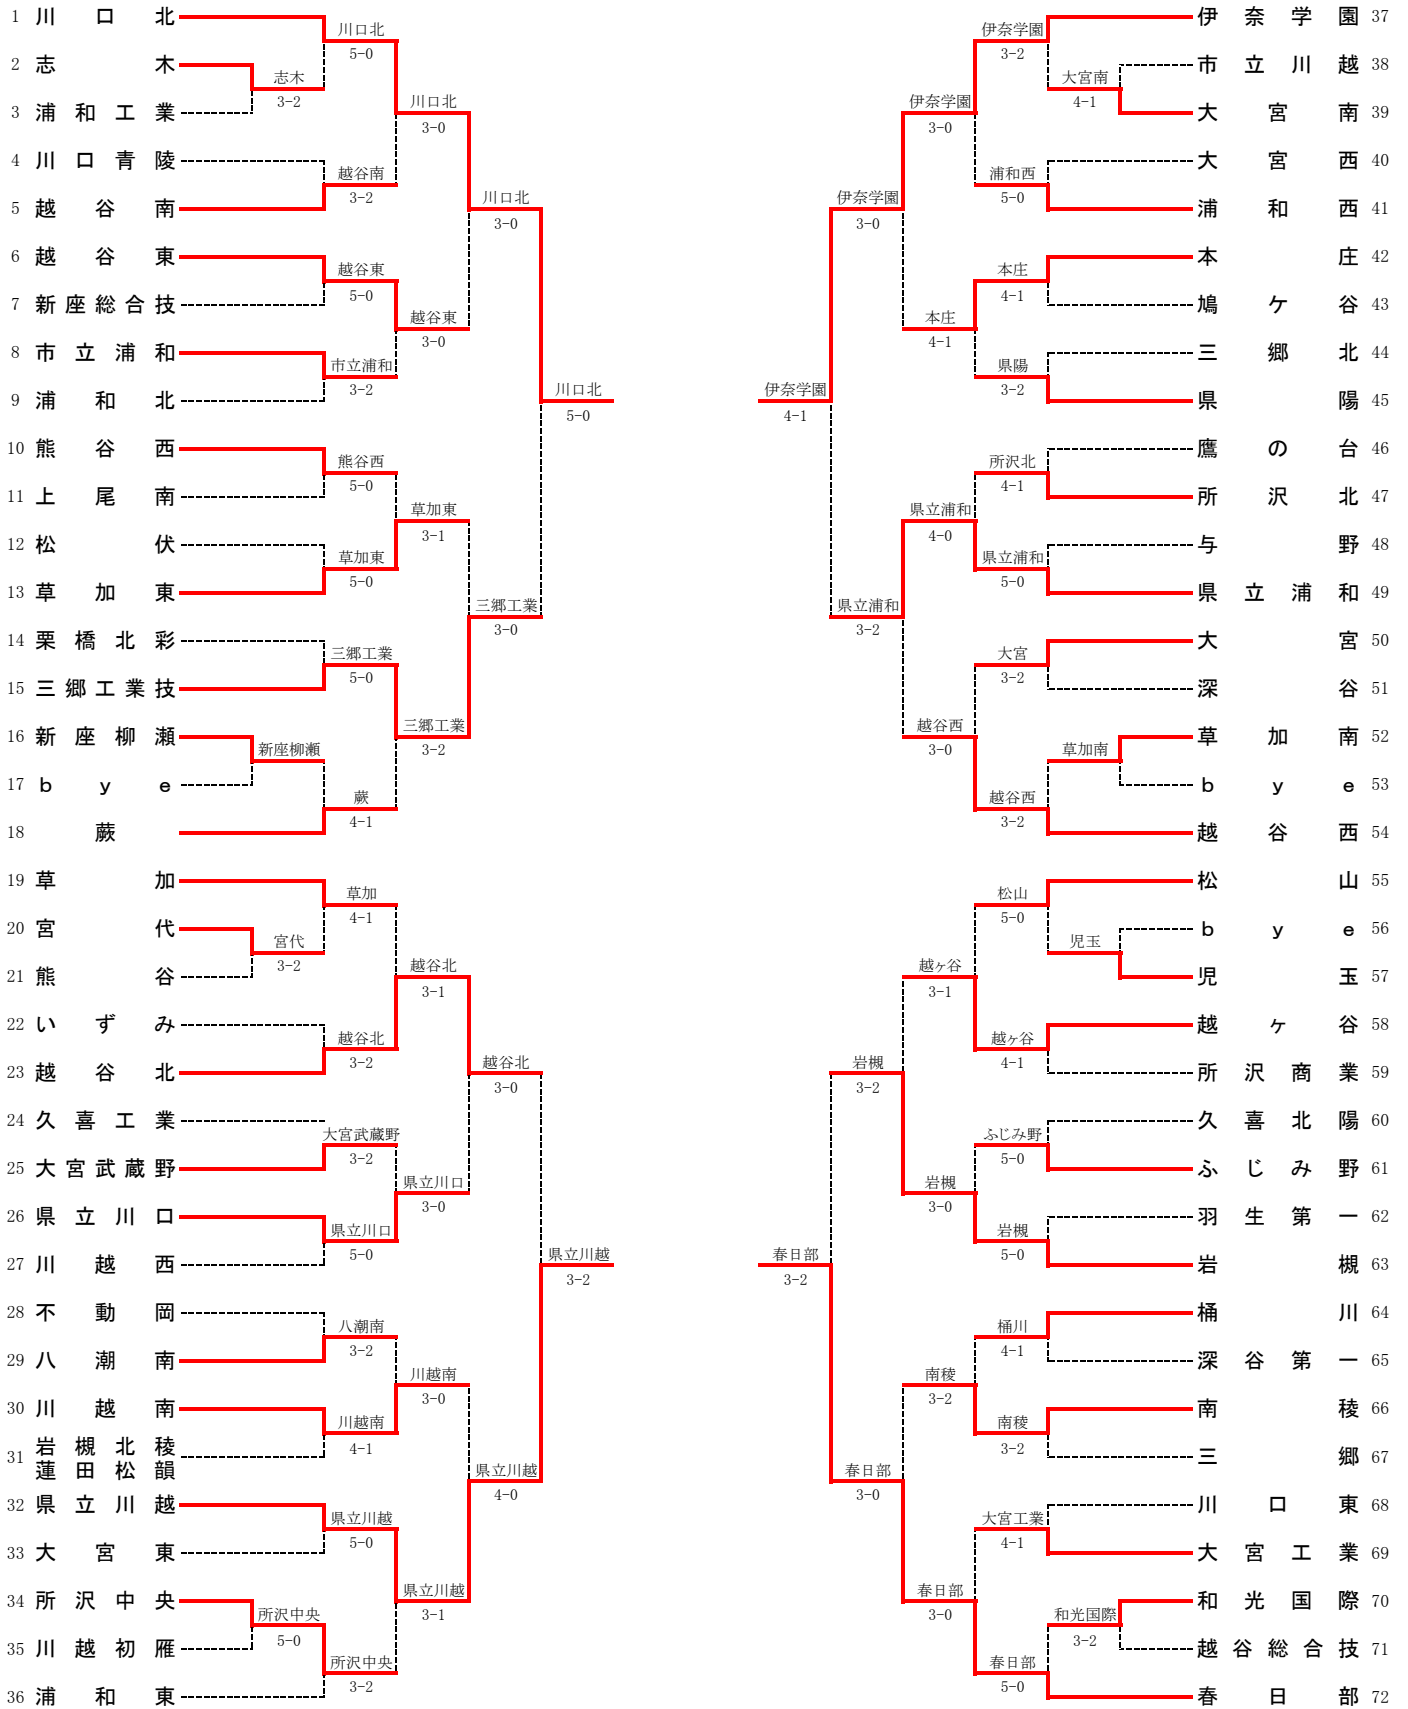 1 川口北
2 志木
3 浦和工業
4 川口青陵
5 越谷南
6 越谷東
7 新座総合技
8 市立浦和
9 浦和北
10 熊谷西
11 上尾南
12 松伏
13 草加東
14 栗橋北彩
15 三郷工業技
16 新座柳瀬
17 ｂｙｅ
18 蕨
19 草加
20 宮代
21 熊谷
22 いずみ
23 越谷北
24 久喜工業
25 大宮武蔵野
26 県立川口
27 川越西
28 不動岡
29 八潮南
30 川越南
31 岩槻北稜
蓮田松韻
32 県立川越
33 大宮東
34 所沢中央
35 川越初雁
36 浦和東
志木
3-2
新座柳瀬
宮代
3-2
所沢中央
5-0
川口北
5-0
越谷南
3-2
越谷東
5-0
市立浦和
3-2
熊谷西
5-0
草加東
5-0
三郷工業
5-0
蕨
4-1
草加
4-1
越谷北
3-2
大宮武蔵野
3-2
県立川口
5-0
八潮南
3-2
川越南
4-1
県立川越
5-0
所沢中央
3-2
川口北
3-0
越谷東
3-0
草加東
3-1
三郷工業
3-2
越谷北
3-1
県立川口
3-0
川越南
3-0
県立川越
3-1
川口北
3-0
三郷工業
3-0
越谷北
3-0
県立川越
4-0
川口北
5-0
県立川越
3-2
伊奈学園
4-1
春日部
3-2
伊奈学園
3-0
県立浦和
3-2
岩槻
3-2
春日部
3-0
伊奈学園
3-0
本庄
4-1
県立浦和
4-0
越谷西
3-0
越ヶ谷
3-1
岩槻
3-0
南稜
3-2
春日部
3-0
伊奈学園
3-2
浦和西
5-0
本庄
4-1
県陽
3-2
所沢北
4-1
県立浦和
5-0
大宮
3-2
越谷西
3-2
松山
5-0
越ヶ谷
4-1
ふじみ野
5-0
岩槻
5-0
桶川
4-1
南稜
3-2
大宮工業
4-1
春日部
5-0
大宮南
4-1
草加南
児玉
和光国際
3-2
伊奈学園 37
市立川越 38
大宮南 39
大宮西 40
浦和西 41
本庄 42
鳩ケ谷 43
三郷北 44
県陽 45
鷹の台 46
所沢北 47
与野 48
県立浦和 49
大宮 50
深谷 51
草加南 52
ｂｙｅ 53
越谷西 54
松山 55
ｂｙｅ 56
児玉 57
越ヶ谷 58
所沢商業 59
久喜北陽 60
ふじみ野 61
羽生第一 62
岩槻 63
桶川 64
深谷第一 65
南稜 66
三郷 67
川口東 68
大宮工業 69
和光国際 70
越谷総合技 71
春日部 72